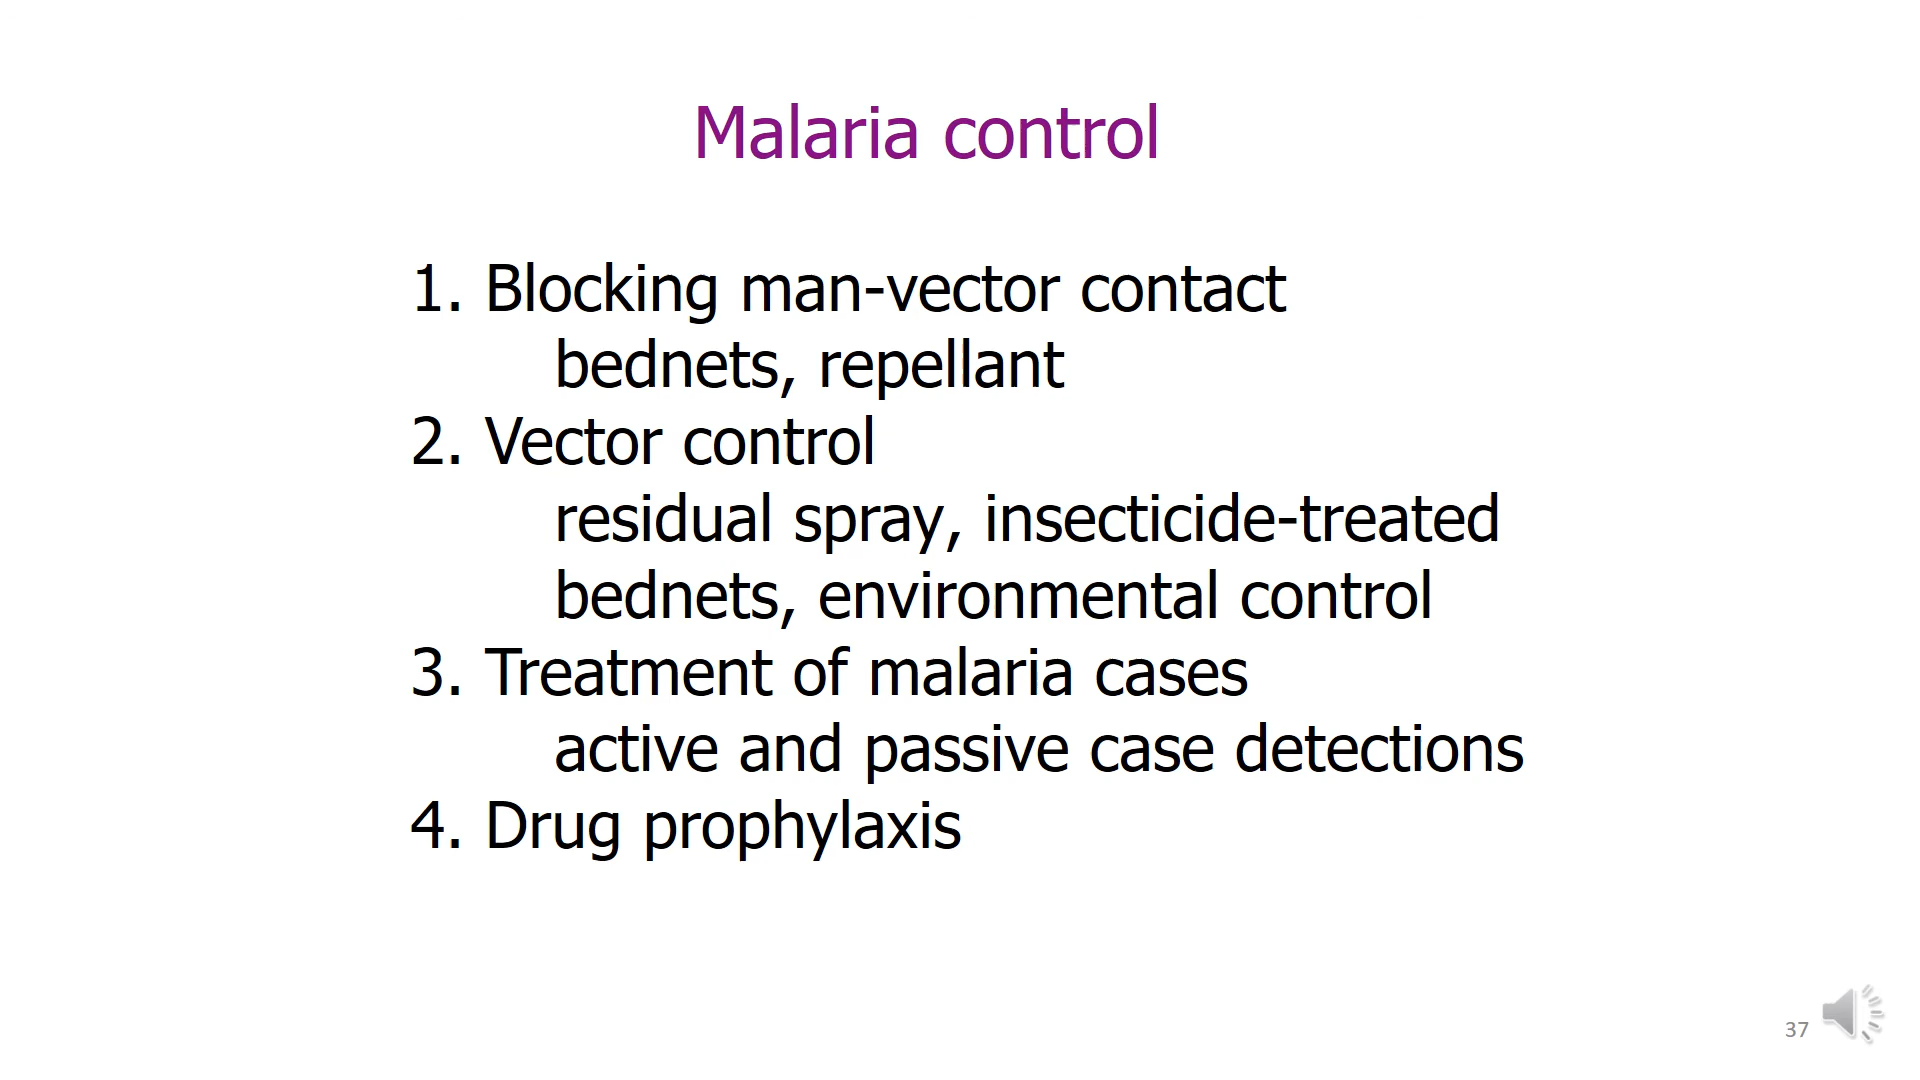 Malaria control
1. Blocking man-vector contact
bednets, repellant
2. Vector control
residual spray, insecticide-treated
bednets, environmental control
3. Treatment of malaria cases
active and passive case detections
4. Drug prophylaxis
37